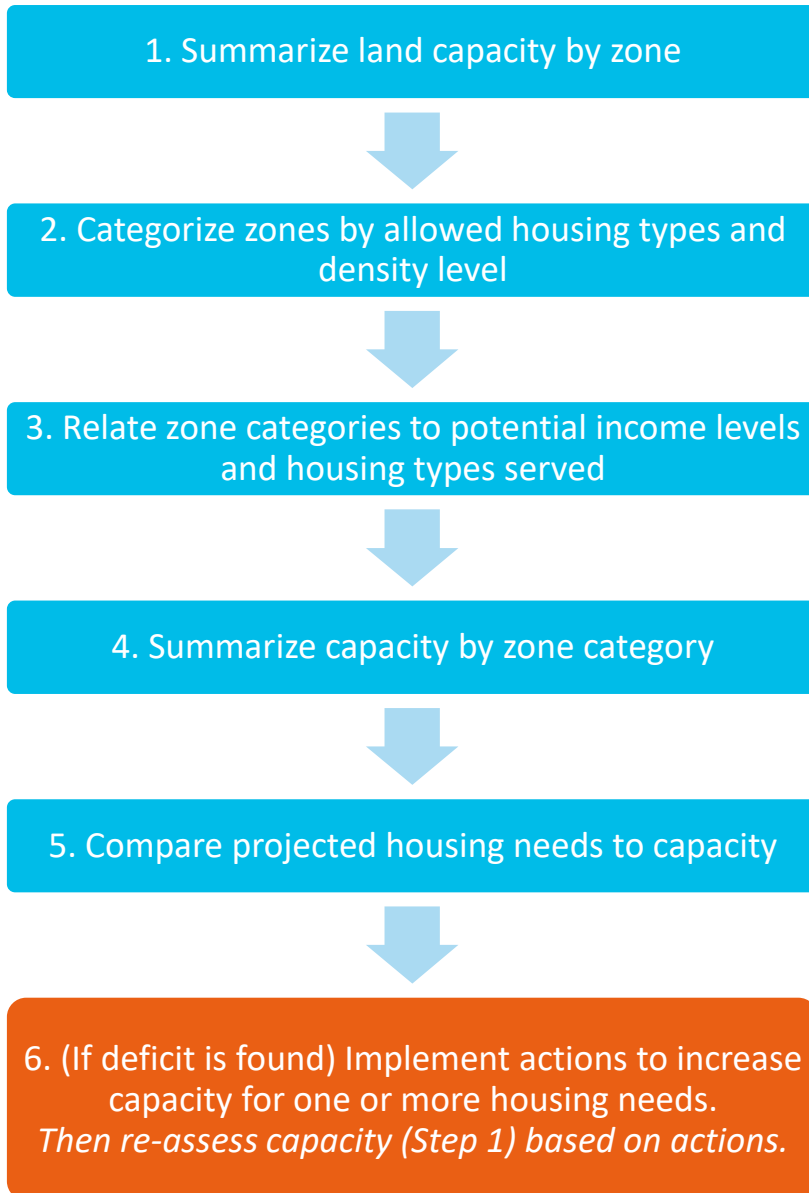 1. Summarize land capacity by zone
2. Categorize zones by allowed housing types and
density level
3. Relate zone categories to potential income levels
and housing types served
4. Summarize capacity by zone category
5. Compare projected housing needs to capacity
6. (If deficit is found) Implement actions to increase
capacity for one or more housing needs.
Then re-assess capacity (Step 1) based on actions.